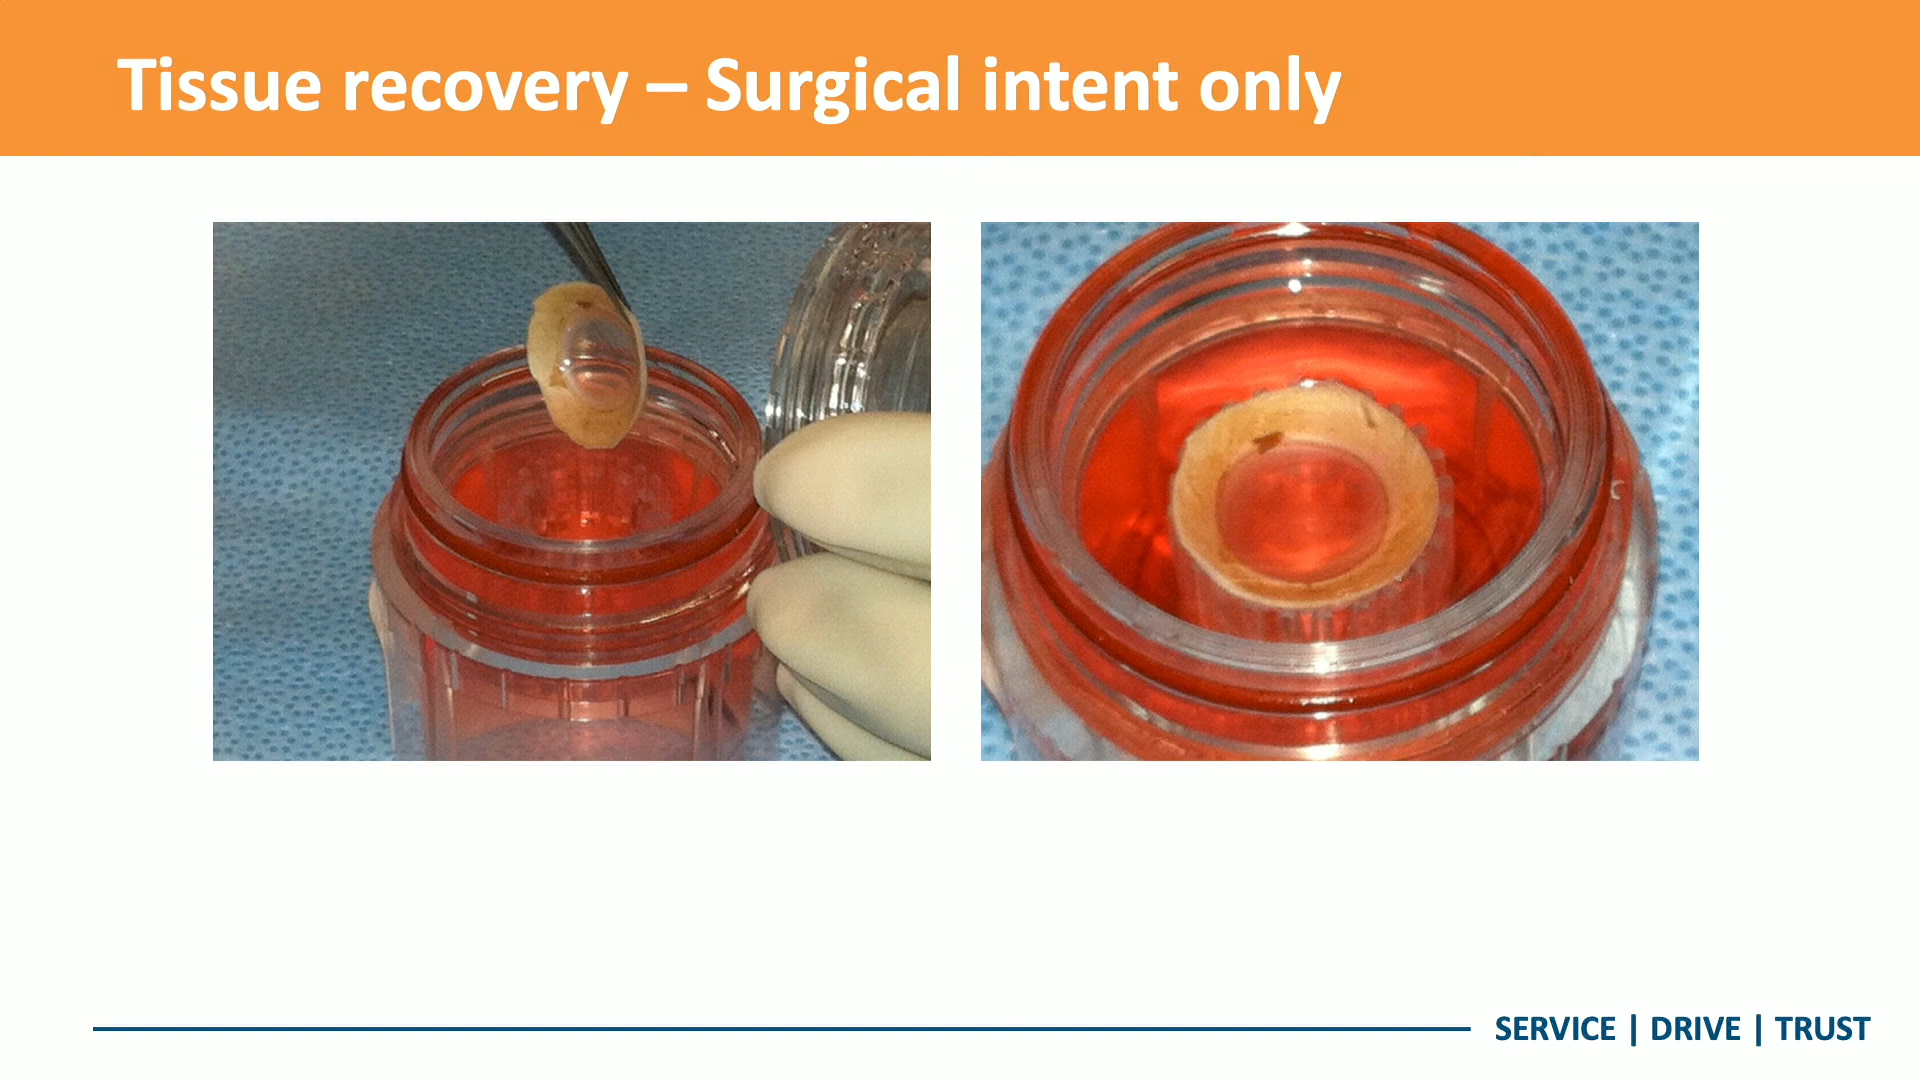 Tissue recovery – Surgical intent only
SERVICE | DRIVE | TRUST